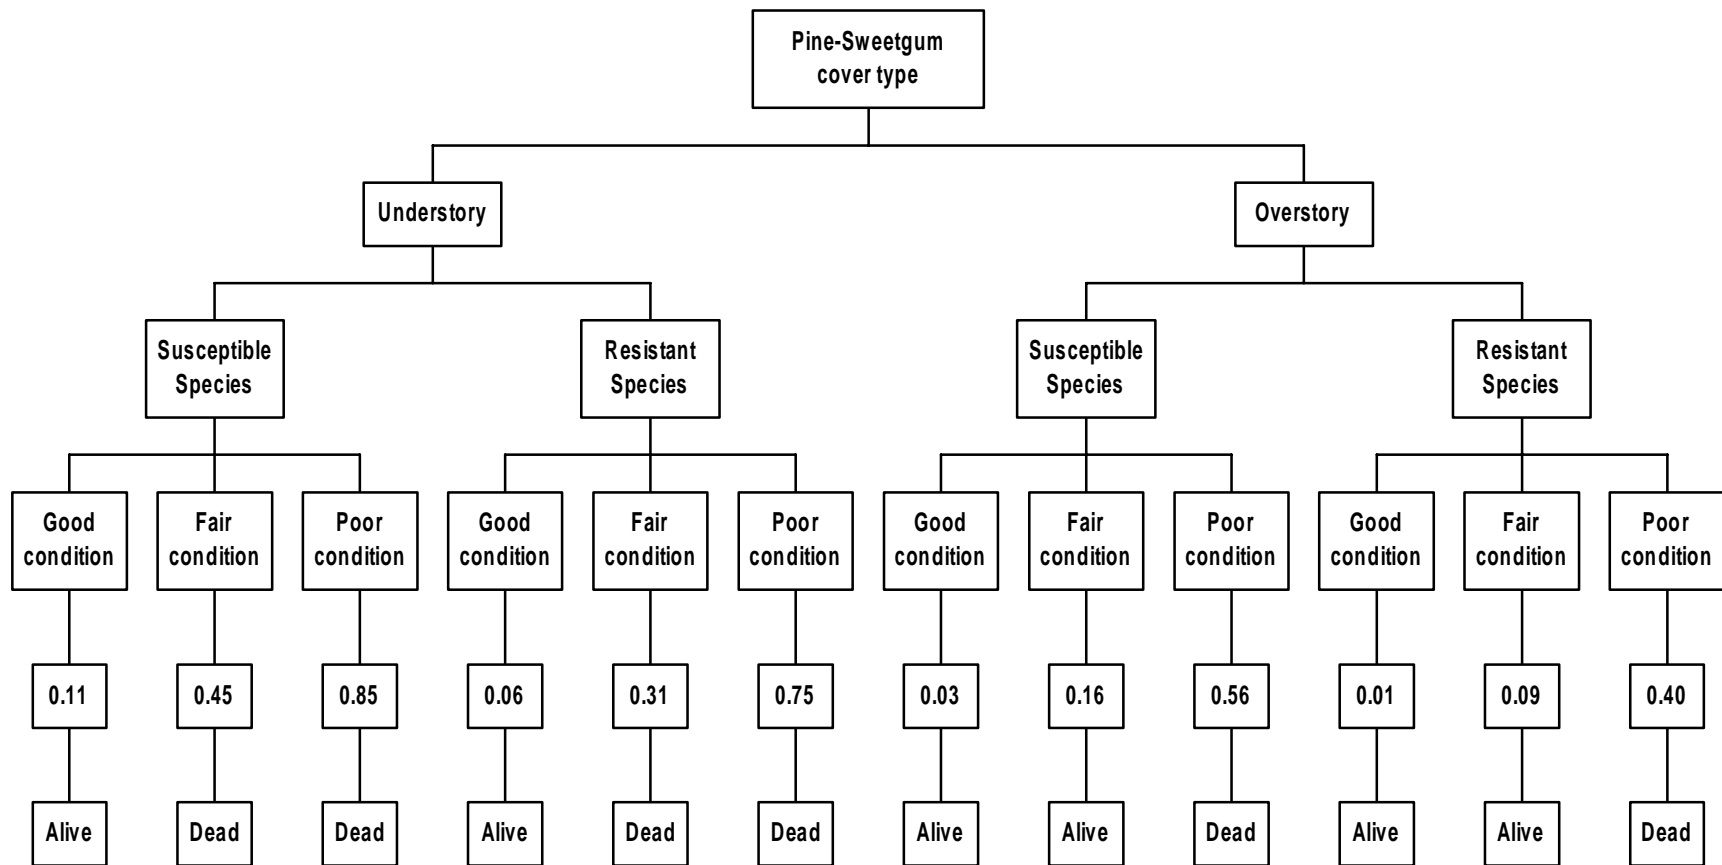 Pine-Sweetgum
cover type
Understory
Overstory
Susceptible
Species
Resistant
Species
Susceptible
Species
Resistant
Species
Good
condition
Fair
condition
Poor
condition
Good
condition
Fair
condition
Poor
condition
Good
condition
Fair
condition
Poor
condition
Good
condition
Fair
condition
Poor
condition
0.11
0.45
0.85
0.06
0.31
0.75
0.03
0.16
0.56
0.01
0.09
0.40
Alive
Dead
Dead
Alive
Dead
Dead
Alive
Alive
Dead
Alive
Alive
Dead